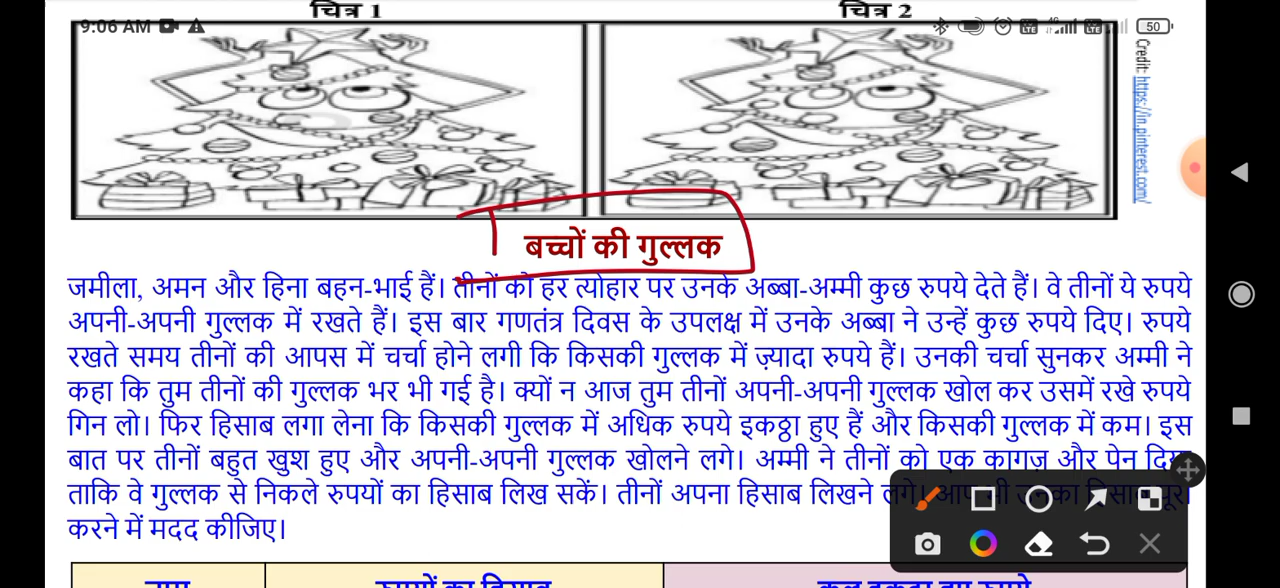 चित्र 1
चित्र 2
9:06 AM
50
Credit: https://in.pinterest.com/
बच्चों की गुल्लक
जमीला, अमन और हिना बहन-भाई हैं। तीनों को हर त्योहार पर उनके अब्बा-अम्मी कुछ रुपये देते हैं। वे तीनों ये रुपये
अपनी-अपनी गुल्लक में रखते हैं। इस बार गणतंत्र दिवस के उपलक्ष में उनके अब्बा ने उन्हें कुछ रुपये दिए। रुपये
रखते समय तीनों की आपस में चर्चा होने लगी कि किसकी गुल्लक में ज़्यादा रुपये हैं। उनकी चर्चा सुनकर अम्मी ने
कहा कि तुम तीनों की गुल्लक भर भी गई है। क्यों न आज तुम तीनों अपनी-अपनी गुल्लक खोल कर उसमें रखे रुपये
गिन लो। फिर हिसाब लगा लेना कि किसकी गुल्लक में अधिक रुपये इकठ्ठा हुए हैं और किसकी गुल्लक में कम। इस
बात पर तीनों बहुत खुश हुए और अपनी-अपनी गुल्लक खोलने लगे। अम्मी ने तीनों को एक कागज़ और पेन
ताकि वे गुल्लक से निकले रुपयों का हिसाब लिख सकें। तीनों अपना हिसाब लिखने
करने में मदद कीजिए।